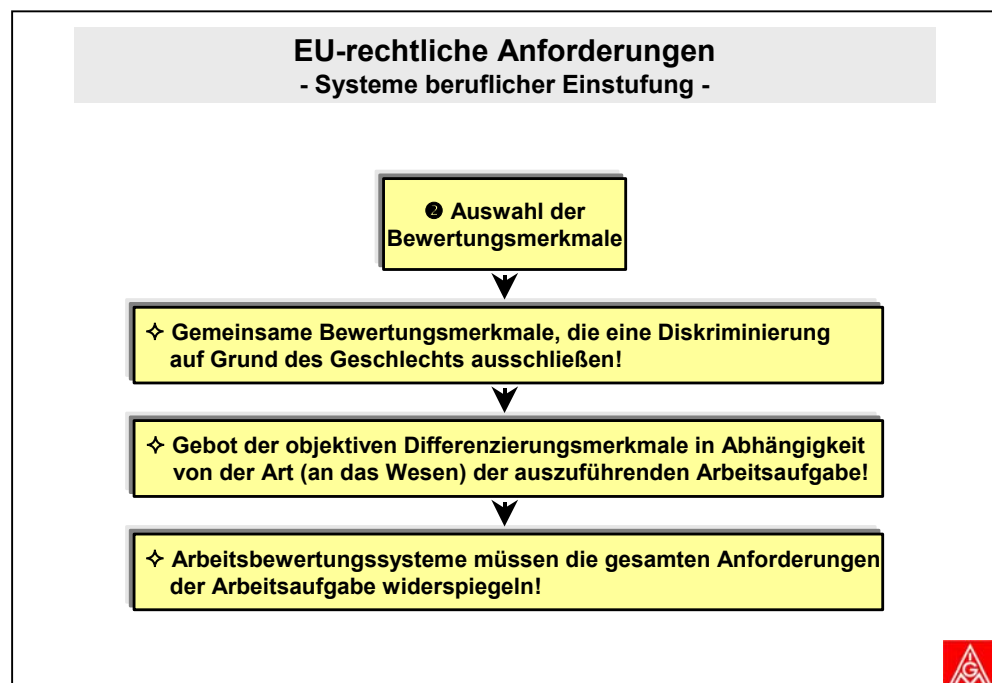 EU-rechtliche Anforderungen
- Systeme beruflicher Einstufung -
❷ Auswahl der
Bewertungsmerkmale
✧ Gemeinsame Bewertungsmerkmale, die eine Diskriminierung
auf Grund des Geschlechts ausschließen!
✧ Gebot der objektiven Differenzierungsmerkmale in Abhängigkeit
von der Art (an das Wesen) der auszuführenden Arbeitsaufgabe!
✧ Arbeitsbewertungssysteme müssen die gesamten Anforderungen
der Arbeitsaufgabe widerspiegeln!
IGM